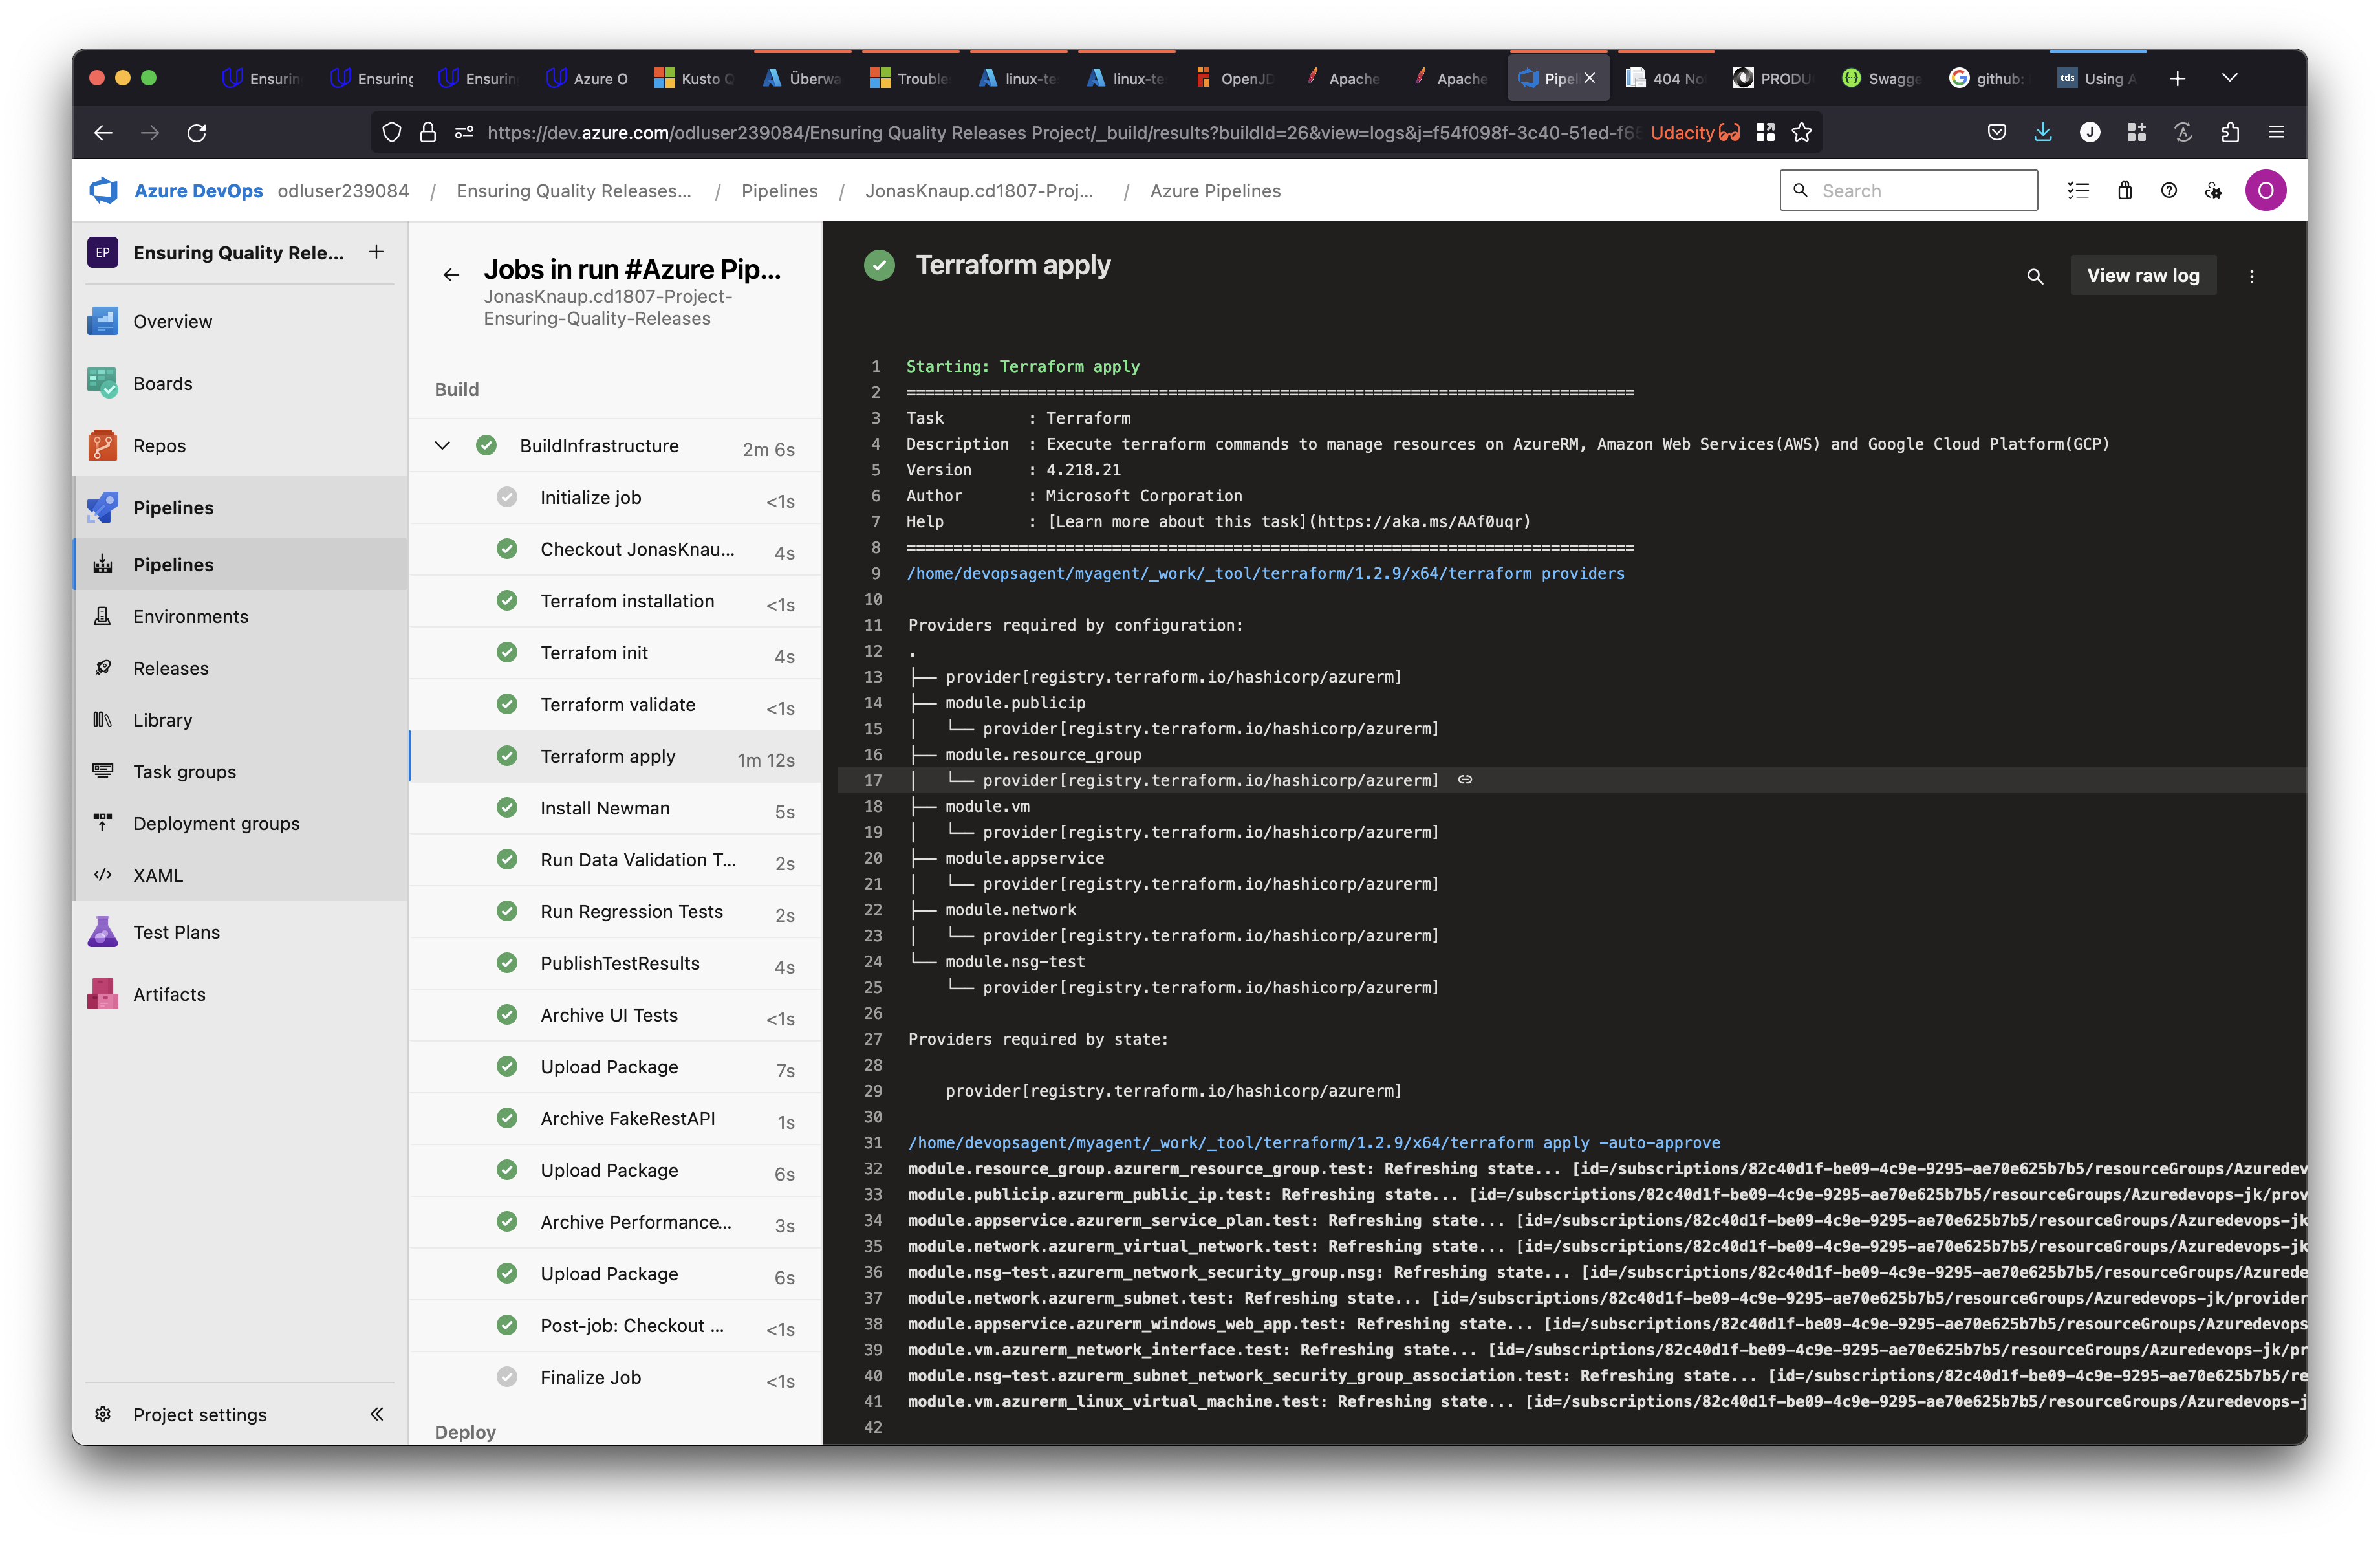 Ensurin
Ensuring
Ensurin
Azure O
Kusto Q
Überwa
Trouble
linux-te
linux-te
OpenJD
Apache
Apache
Pipel
404 No
PRODU
Swagge
github:
tds Using A
https://dev.azure.com/odluser239084/Ensuring Quality Releases Project/_build/results?buildId=26&view=logs&j=f54f098f-3c40-51ed-f65
Udacity
J
Azure DevOps odluser239084 / Ensuring Quality Releases... / Pipelines / JonasKnaup.cd1807-Proj... / Azure Pipelines
Search
O
EP Ensuring Quality Rele... +
Overview
Boards
Repos
Pipelines
Pipelines
Environments
Releases
Library
Task groups
Deployment groups
XAML
Test Plans
Artifacts
Project settings
Jobs in run #Azure Pip...
JonasKnaup.cd1807-Project-
Ensuring-Quality-Releases
Build
BuildInfrastructure 2m 6s
Initialize job <1s
Checkout JonasKnau... 4s
Terrafom installation <1s
Terrafom init 4s
Terraform validate <1s
Terraform apply 1m 12s
Install Newman 5s
Run Data Validation T... 2s
Run Regression Tests 2s
PublishTestResults 4s
Archive UI Tests <1s
Upload Package 7s
Archive FakeRestAPI 1s
Upload Package 6s
Archive Performance... 3s
Upload Package 6s
Post-job: Checkout ... <1s
Finalize Job <1s
Deploy
Terraform apply
View raw log
1 Starting: Terraform apply
2 ==============================================================================
3 Task : Terraform
4 Description : Execute terraform commands to manage resources on AzureRM, Amazon Web Services(AWS) and Google Cloud Platform(GCP)
5 Version : 4.218.21
6 Author : Microsoft Corporation
7 Help : [Learn more about this task](https://aka.ms/AAf0uqr)
8 ==============================================================================
9 /home/devopsagent/myagent/_work/_tool/terraform/1.2.9/x64/terraform providers
10
11 Providers required by configuration:
12 .
13 ├── provider[registry.terraform.io/hashicorp/azurerm]
14 ├── module.publicip
15 │   └── provider[registry.terraform.io/hashicorp/azurerm]
16 ├── module.resource_group
17 │   └── provider[registry.terraform.io/hashicorp/azurerm]
18 ├── module.vm
19 │   └── provider[registry.terraform.io/hashicorp/azurerm]
20 ├── module.appservice
21 │   └── provider[registry.terraform.io/hashicorp/azurerm]
22 ├── module.network
23 │   └── provider[registry.terraform.io/hashicorp/azurerm]
24 └── module.nsg-test
25     └── provider[registry.terraform.io/hashicorp/azurerm]
26
27 Providers required by state:
28
29 provider[registry.terraform.io/hashicorp/azurerm]
30
31 /home/devopsagent/myagent/_work/_tool/terraform/1.2.9/x64/terraform apply -auto-approve
32 module.resource_group.azurerm_resource_group.test: Refreshing state... [id=/subscriptions/82c40d1f-be09-4c9e-9295-ae70e625b7b5/resourceGroups/Azuredev
33 module.publicip.azurerm_public_ip.test: Refreshing state... [id=/subscriptions/82c40d1f-be09-4c9e-9295-ae70e625b7b5/resourceGroups/Azuredevops-jk/prov
34 module.appservice.azurerm_service_plan.test: Refreshing state... [id=/subscriptions/82c40d1f-be09-4c9e-9295-ae70e625b7b5/resourceGroups/Azuredevops-jk
35 module.network.azurerm_virtual_network.test: Refreshing state... [id=/subscriptions/82c40d1f-be09-4c9e-9295-ae70e625b7b5/resourceGroups/Azuredevops-jk
36 module.nsg-test.azurerm_network_security_group.nsg: Refreshing state... [id=/subscriptions/82c40d1f-be09-4c9e-9295-ae70e625b7b5/resourceGroups/Azurede
37 module.network.azurerm_subnet.test: Refreshing state... [id=/subscriptions/82c40d1f-be09-4c9e-9295-ae70e625b7b5/resourceGroups/Azuredevops-jk/provider
38 module.appservice.azurerm_windows_web_app.test: Refreshing state... [id=/subscriptions/82c40d1f-be09-4c9e-9295-ae70e625b7b5/resourceGroups/Azuredevops
39 module.vm.azurerm_network_interface.test: Refreshing state... [id=/subscriptions/82c40d1f-be09-4c9e-9295-ae70e625b7b5/resourceGroups/Azuredevops-jk/pr
40 module.nsg-test.azurerm_subnet_network_security_group_association.test: Refreshing state... [id=/subscriptions/82c40d1f-be09-4c9e-9295-ae70e625b7b5/re
41 module.vm.azurerm_linux_virtual_machine.test: Refreshing state... [id=/subscriptions/82c40d1f-be09-4c9e-9295-ae70e625b7b5/resourceGroups/Azuredevops-j
42